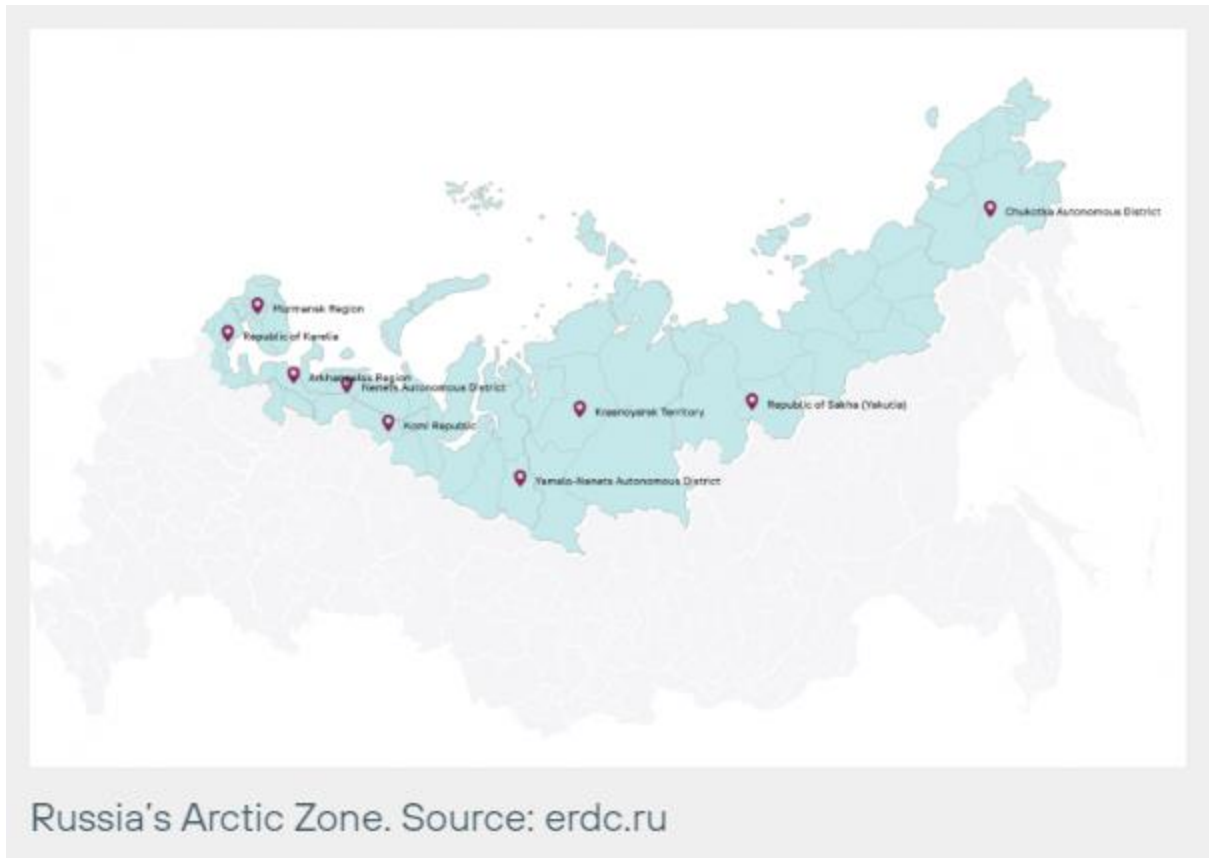 Chukotka Autonomous District
Murmansk Region
Republic of Karelia
Arkhangelsk Region
Nenets Autonomous District
Krasnoyarsk Territory
Republic of Sakha (Yakutia)
Komi Republic
Yamalo-Nenets Autonomous District
Russia's Arctic Zone. Source: erdc.ru